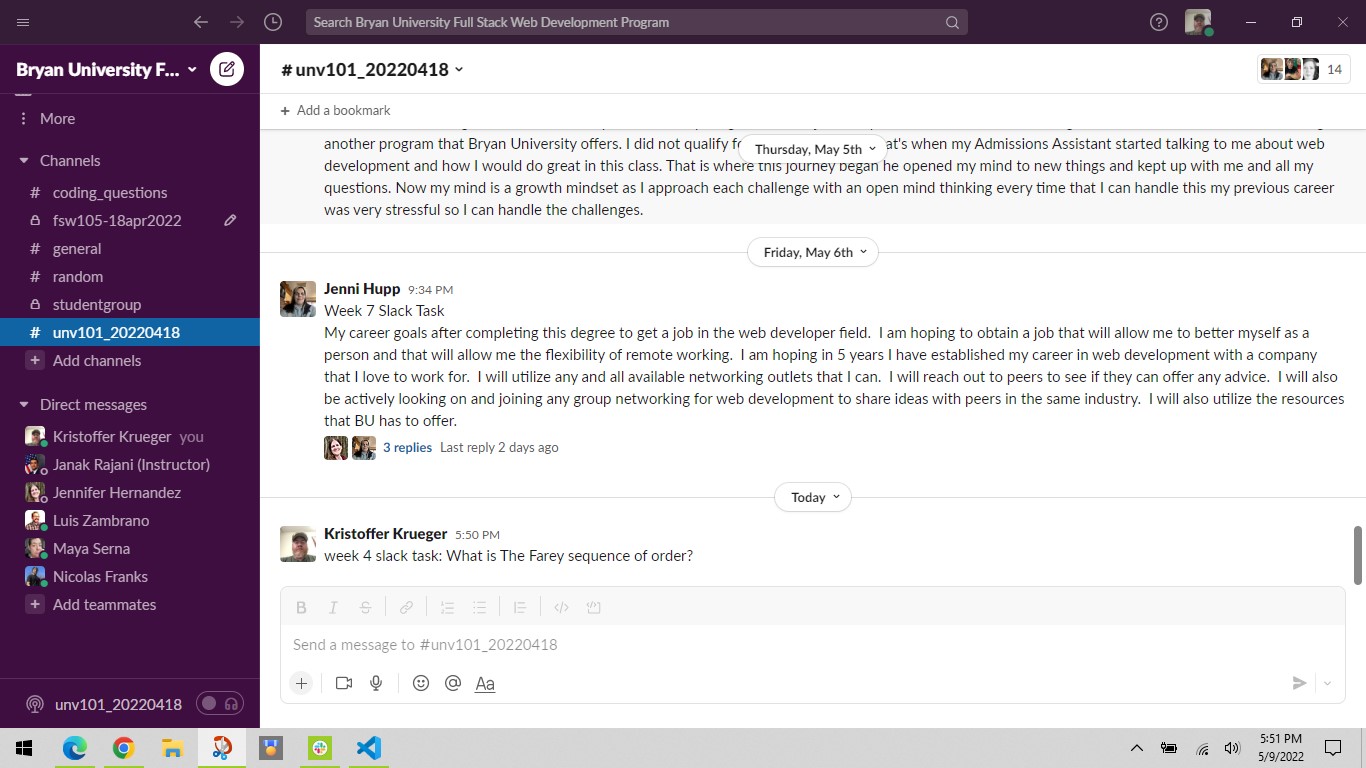 Search Bryan University Full Stack Web Development Program
Bryan University F...
More
Channels
# coding_questions
fsw105-18apr2022
# general
# random
studentgroup
# unv101_20220418
+ Add channels
Direct messages
Kristoffer Krueger you
Janak Rajani (Instructor)
Jennifer Hernandez
Luis Zambrano
Maya Serna
Nicolas Franks
+ Add teammates
unv101_20220418
# unv101_20220418
14
+ Add a bookmark
another program that Bryan University offers. I did not qualify
Thursday, May 5th
at's when my Admissions Assistant started talking to me about web
development and how I would do great in this class. That is where this journey began he opened my mind to new things and kept up with me and all my
questions. Now my mind is a growth mindset as I approach each challenge with an open mind thinking every time that I can handle this my previous career
was very stressful so I can handle the challenges.
Friday, May 6th
Jenni Hupp 9:34 PM
Week 7 Slack Task
My career goals after completing this degree to get a job in the web developer field. I am hoping to obtain a job that will allow me to better myself as a
person and that will allow me the flexibility of remote working. I am hoping in 5 years I have established my career in web development with a company
that I love to work for. I will utilize any and all available networking outlets that I can. I will reach out to peers to see if they can offer any advice. I will also
be actively looking on and joining any group networking for web development to share ideas with peers in the same industry. I will also utilize the resources
that BU has to offer.
3 replies Last reply 2 days ago
Today
Kristoffer Krueger 5:50 PM
week 4 slack task: What is The Farey sequence of order?
B I S
Send a message to #unv101_20220418
+ @ Aa
5:51 PM
5/9/2022